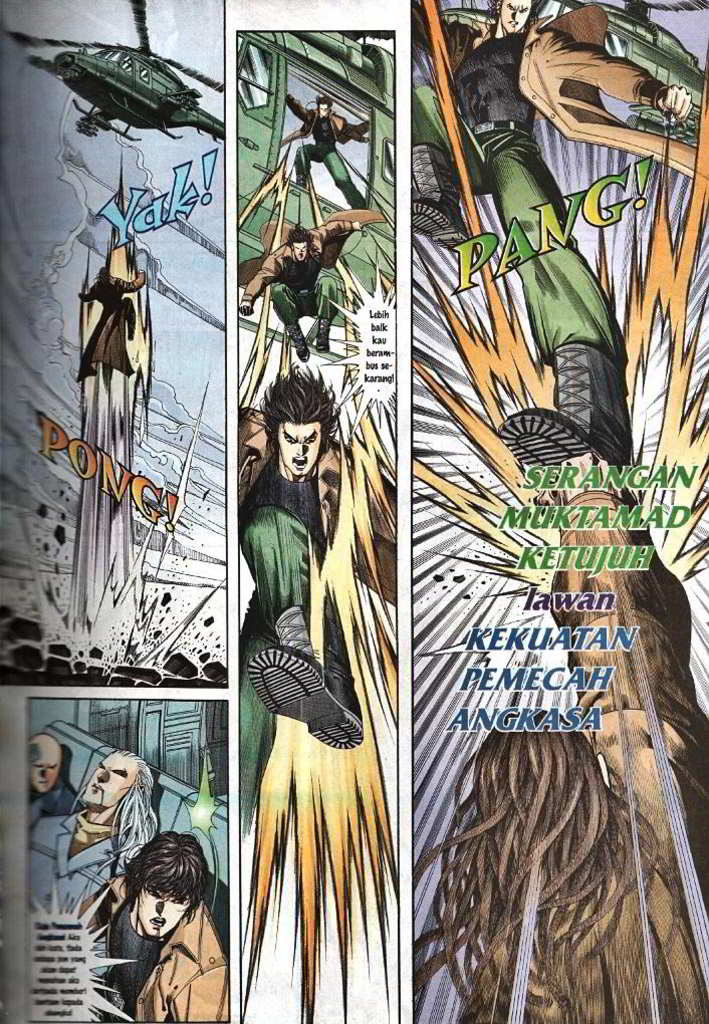 Yak!
PONG!
Lebih
baik
kau
beram-
bus se-
karang!
PANG!
SERANGAN
MUKTAMAD
KETUJUH
lawan
KEKUATAN
PEMECAH
ANGKASA